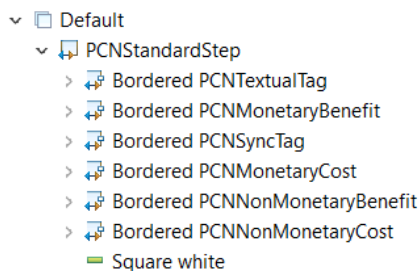 Default
PCNStandardStep
Bordered PCNTextualTag
Bordered PCNMonetaryBenefit
Bordered PCNSyncTag
Bordered PCNMonetaryCost
Bordered PCNNonMonetaryBenefit
Bordered PCNNonMonetaryCost
Square white